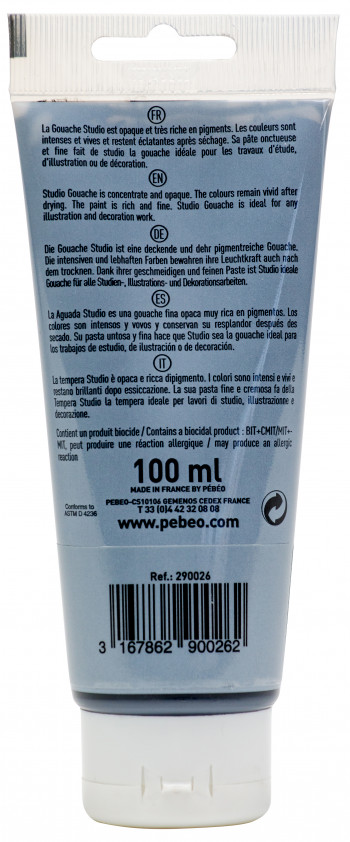 FR
La Gouache Studio est opaque et très riche en pigments. Les couleurs sont
intenses et vives et restent éclatantes après séchage. Sa pâte onctueuse
et fine fait de studio la gouache idéale pour les travaux d'étude,
d'illustration ou de décoration.
EN
Studio Gouache is concentrate and opaque. The colours remain vivid after
drying. The paint is rich and fine. Studio Gouache is ideal for any
illustration and decoration work.
DE
Die Gouache Studio ist eine deckende und dehr pigmentreiche Gouache.
Die intensiven und lebhaften Farben bewahren ihre Leuchtkraft auch nach
dem trocknen. Dank ihrer geschmeidigen und feinen Paste ist Studio ideale
Gouache für alle Studien-, Illustrations- und Dekorationsarbeiten.
ES
La Aguada Studio es una gouache fina opaca muy rica en pigmentos. Los
colores son intensos y vovos y conservan su resplandor después des
secado. Su pasta untosa y fina hace que Studio sea la gouache ideal para
los trabajos de estudio, de ilustración o de decoración.
IT
La tempera Studio è opaca e ricca dipigmento. I colori sono intensi e vivi e
restano brillanti dopo essiccazione. La sua pasta fine e cremosa fa della
Tempera Studio la tempera ideale per lavori di studio, illustrazione e
decorazione.
Contient un produit biocide / Contains a biocidal product : BIT+CMIT/MIT+-
MIT, peut produire une réaction allergique / may produce an allergic
reaction
100 ml
MADE IN FRANCE BY PÉBÉO
PEBEO-CS10106 GEMENOS CEDEX FRANCE
T 33 (0)4 42 32 08 08
www.pebeo.com
Conforms to
ASTM D 4236
Ref.: 290026
3 167862 900262